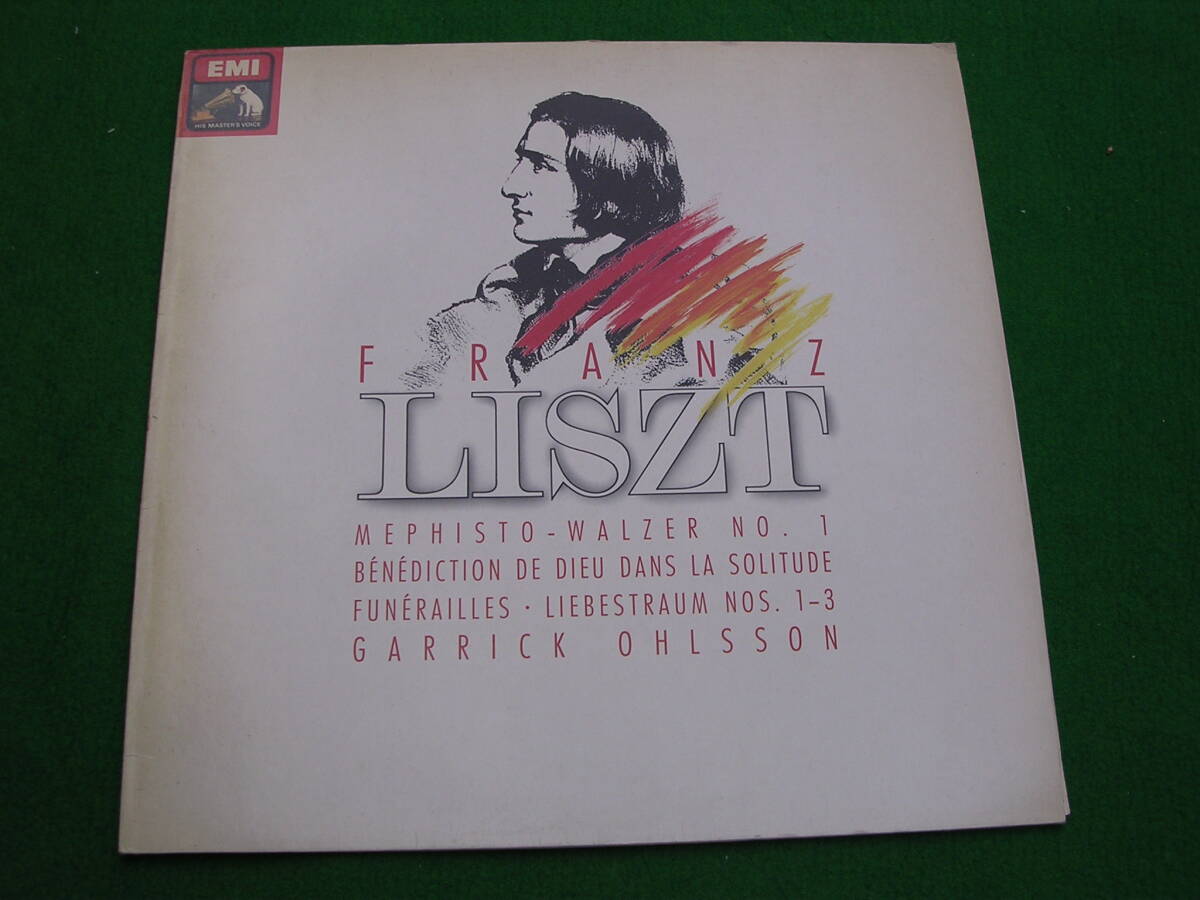 EMI
HIS MASTER'S VOICE
FRANZ
LISZT
MEPHISTO-WALZER NO. 1
BÉNÉDICTION DE DIEU DANS LA SOLITUDE
FUNÉRAILLES · LIEBESTRAUM NOS. 1-3
GARRICK OHLSSON